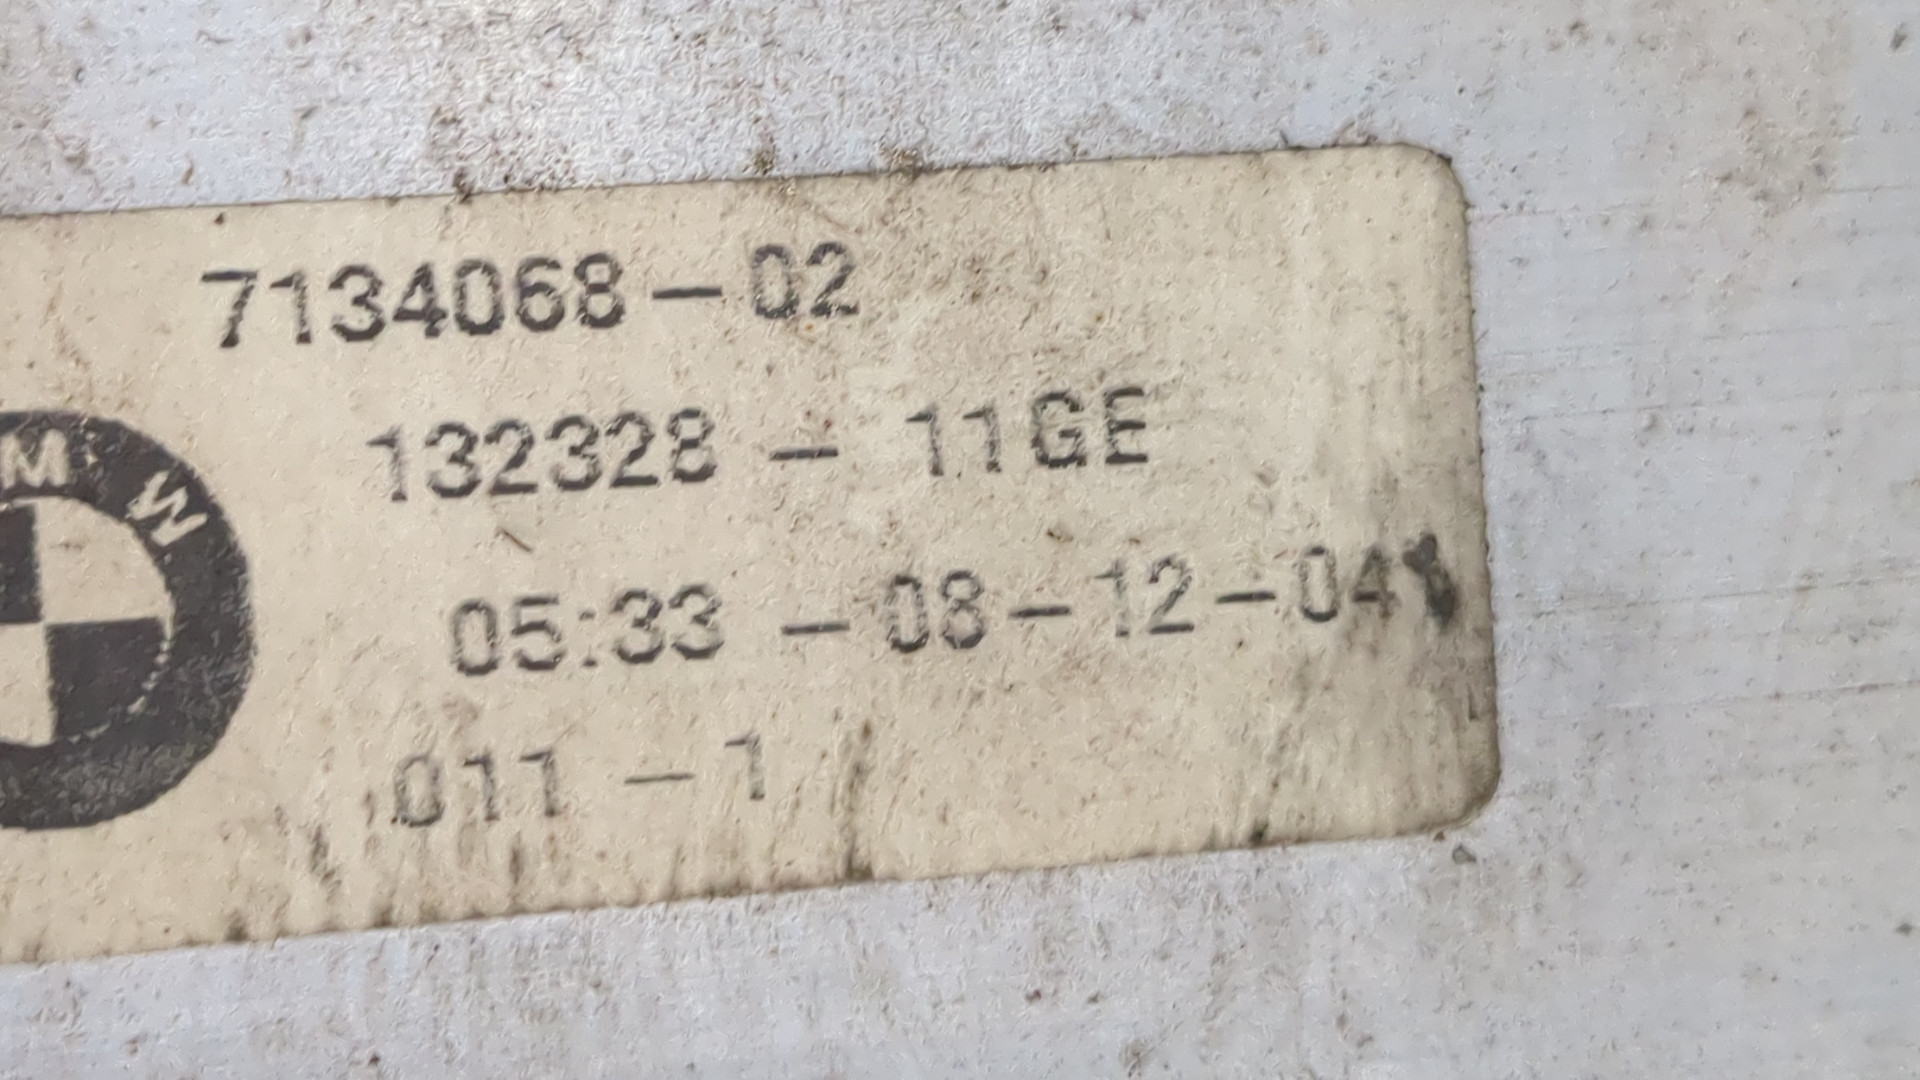 7134068-02
132328 - 11GE
M W
05:33 -08-12-04
011 -1